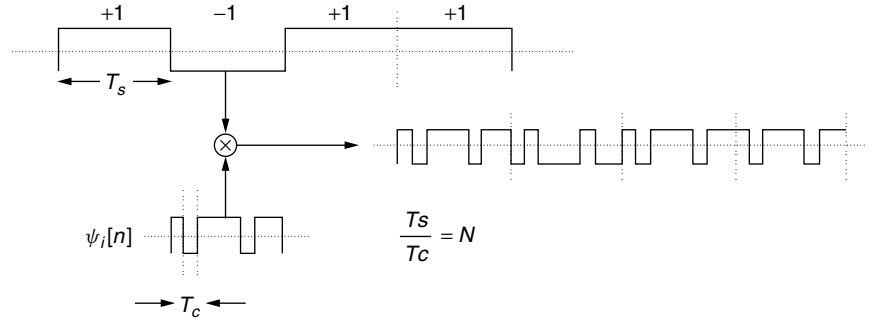 +1 −1 +1 +1
T_s
×
ψ_i[n]
Ts/Tc = N
T_c